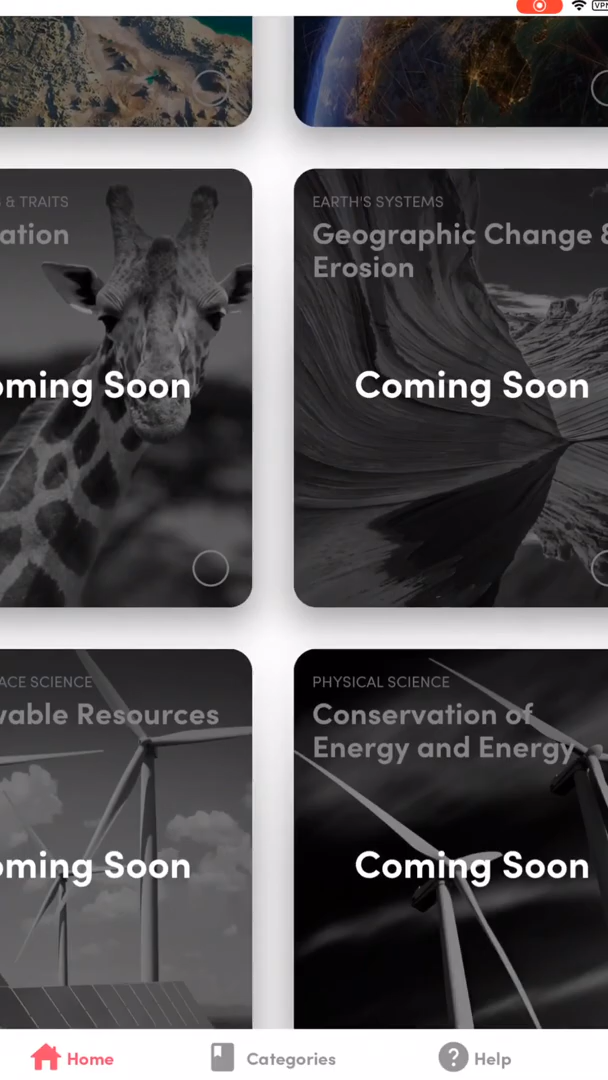 VPN
& TRAITS
ation
EARTH'S SYSTEMS
Geographic Change &
Erosion
oming Soon
Coming Soon
ACE SCIENCE
vable Resources
PHYSICAL SCIENCE
Conservation of
Energy and Energy
oming Soon
Coming Soon
Home
Categories
Help